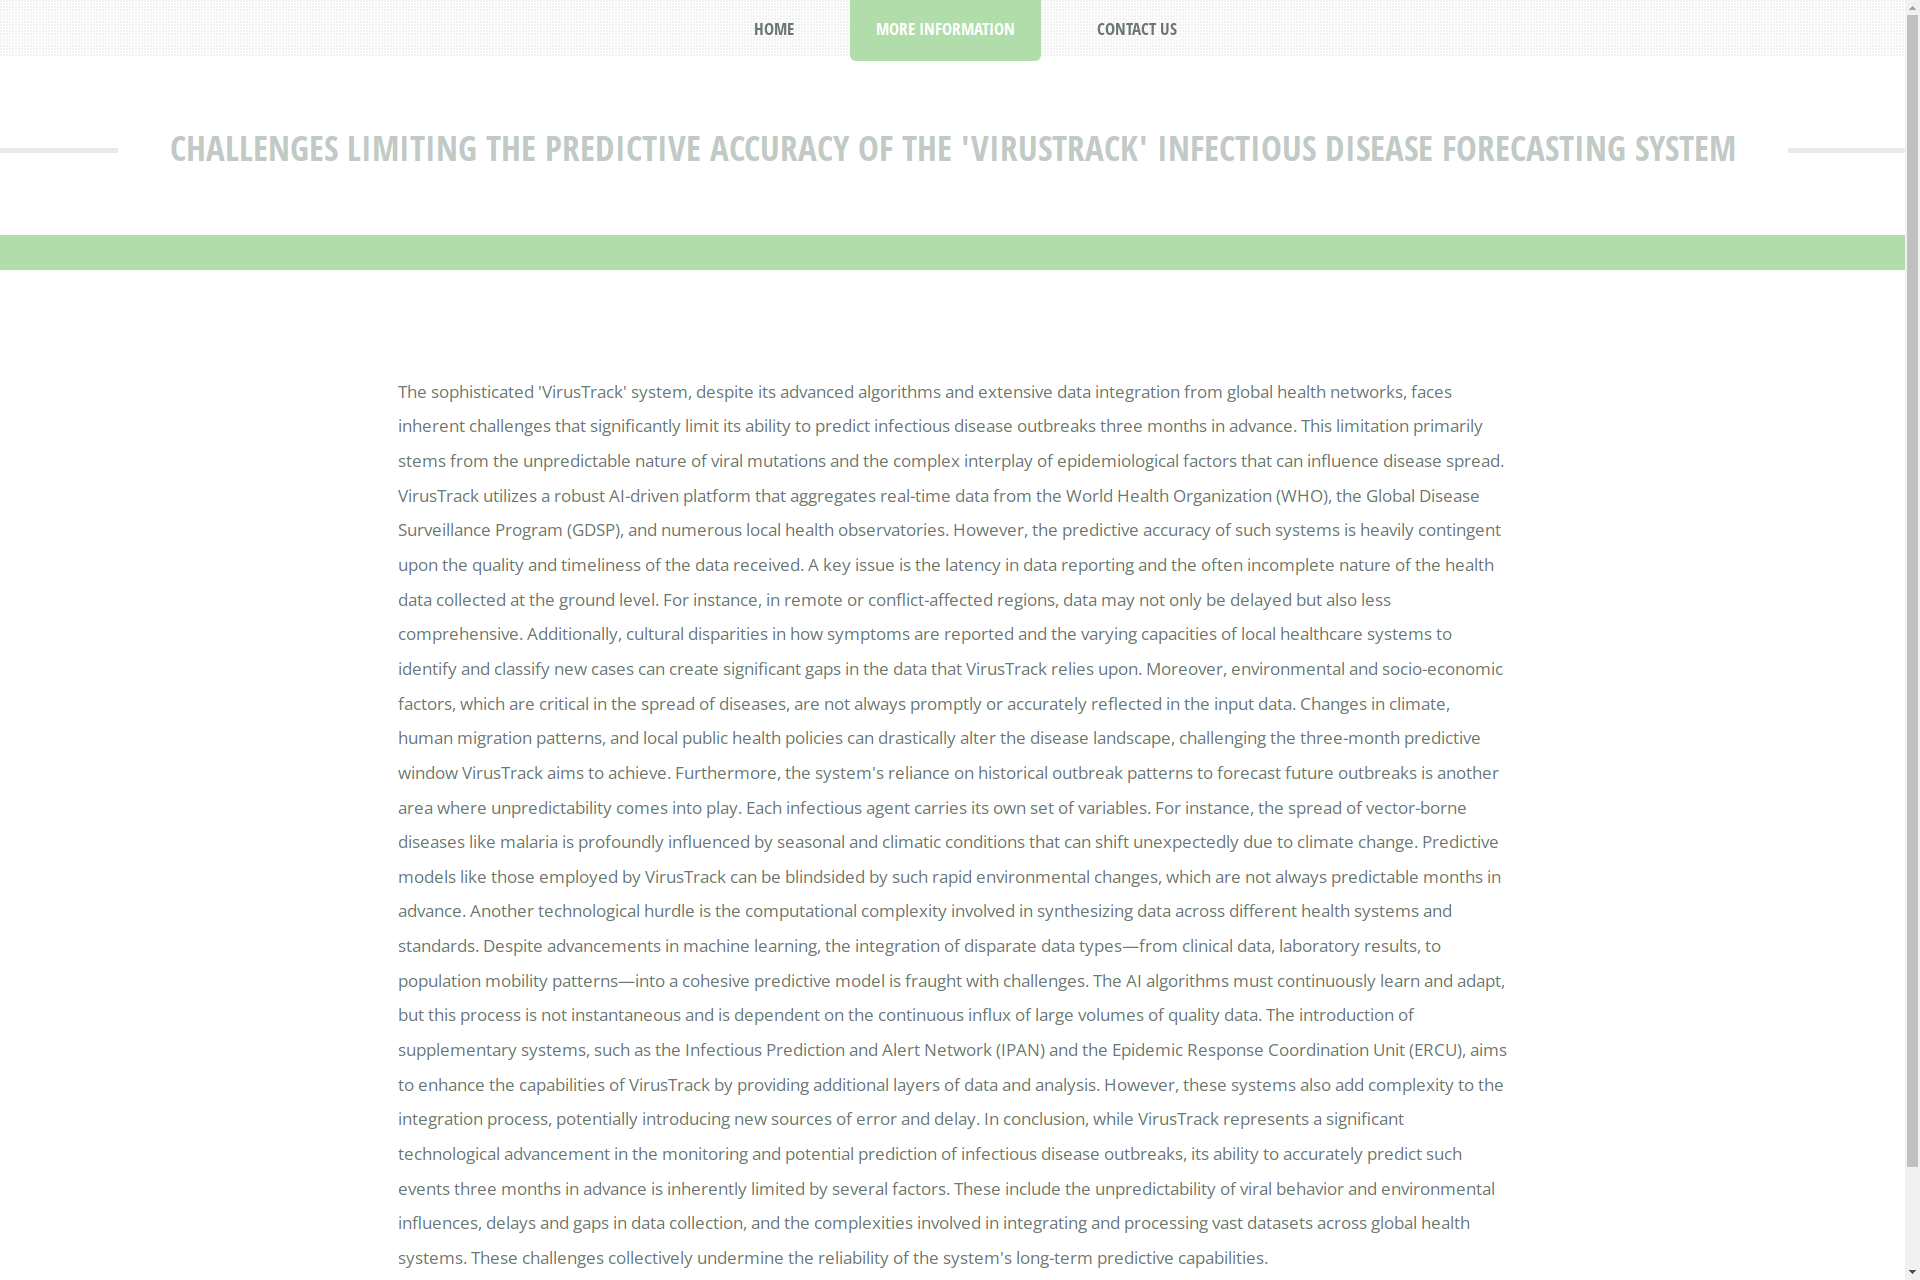 HOME
MORE INFORMATION
CONTACT US
CHALLENGES LIMITING THE PREDICTIVE ACCURACY OF THE 'VIRUSTRACK' INFECTIOUS DISEASE FORECASTING SYSTEM
The sophisticated 'VirusTrack' system, despite its advanced algorithms and extensive data integration from global health networks, faces
inherent challenges that significantly limit its ability to predict infectious disease outbreaks three months in advance. This limitation primarily
stems from the unpredictable nature of viral mutations and the complex interplay of epidemiological factors that can influence disease spread.
VirusTrack utilizes a robust AI-driven platform that aggregates real-time data from the World Health Organization (WHO), the Global Disease
Surveillance Program (GDSP), and numerous local health observatories. However, the predictive accuracy of such systems is heavily contingent
upon the quality and timeliness of the data received. A key issue is the latency in data reporting and the often incomplete nature of the health
data collected at the ground level. For instance, in remote or conflict-affected regions, data may not only be delayed but also less
comprehensive. Additionally, cultural disparities in how symptoms are reported and the varying capacities of local healthcare systems to
identify and classify new cases can create significant gaps in the data that VirusTrack relies upon. Moreover, environmental and socio-economic
factors, which are critical in the spread of diseases, are not always promptly or accurately reflected in the input data. Changes in climate,
human migration patterns, and local public health policies can drastically alter the disease landscape, challenging the three-month predictive
window VirusTrack aims to achieve. Furthermore, the system's reliance on historical outbreak patterns to forecast future outbreaks is another
area where unpredictability comes into play. Each infectious agent carries its own set of variables. For instance, the spread of vector-borne
diseases like malaria is profoundly influenced by seasonal and climatic conditions that can shift unexpectedly due to climate change. Predictive
models like those employed by VirusTrack can be blindsided by such rapid environmental changes, which are not always predictable months in
advance. Another technological hurdle is the computational complexity involved in synthesizing data across different health systems and
standards. Despite advancements in machine learning, the integration of disparate data types—from clinical data, laboratory results, to
population mobility patterns—into a cohesive predictive model is fraught with challenges. The AI algorithms must continuously learn and adapt,
but this process is not instantaneous and is dependent on the continuous influx of large volumes of quality data. The introduction of
supplementary systems, such as the Infectious Prediction and Alert Network (IPAN) and the Epidemic Response Coordination Unit (ERCU), aims
to enhance the capabilities of VirusTrack by providing additional layers of data and analysis. However, these systems also add complexity to the
integration process, potentially introducing new sources of error and delay. In conclusion, while VirusTrack represents a significant
technological advancement in the monitoring and potential prediction of infectious disease outbreaks, its ability to accurately predict such
events three months in advance is inherently limited by several factors. These include the unpredictability of viral behavior and environmental
influences, delays and gaps in data collection, and the complexities involved in integrating and processing vast datasets across global health
systems. These challenges collectively undermine the reliability of the system's long-term predictive capabilities.